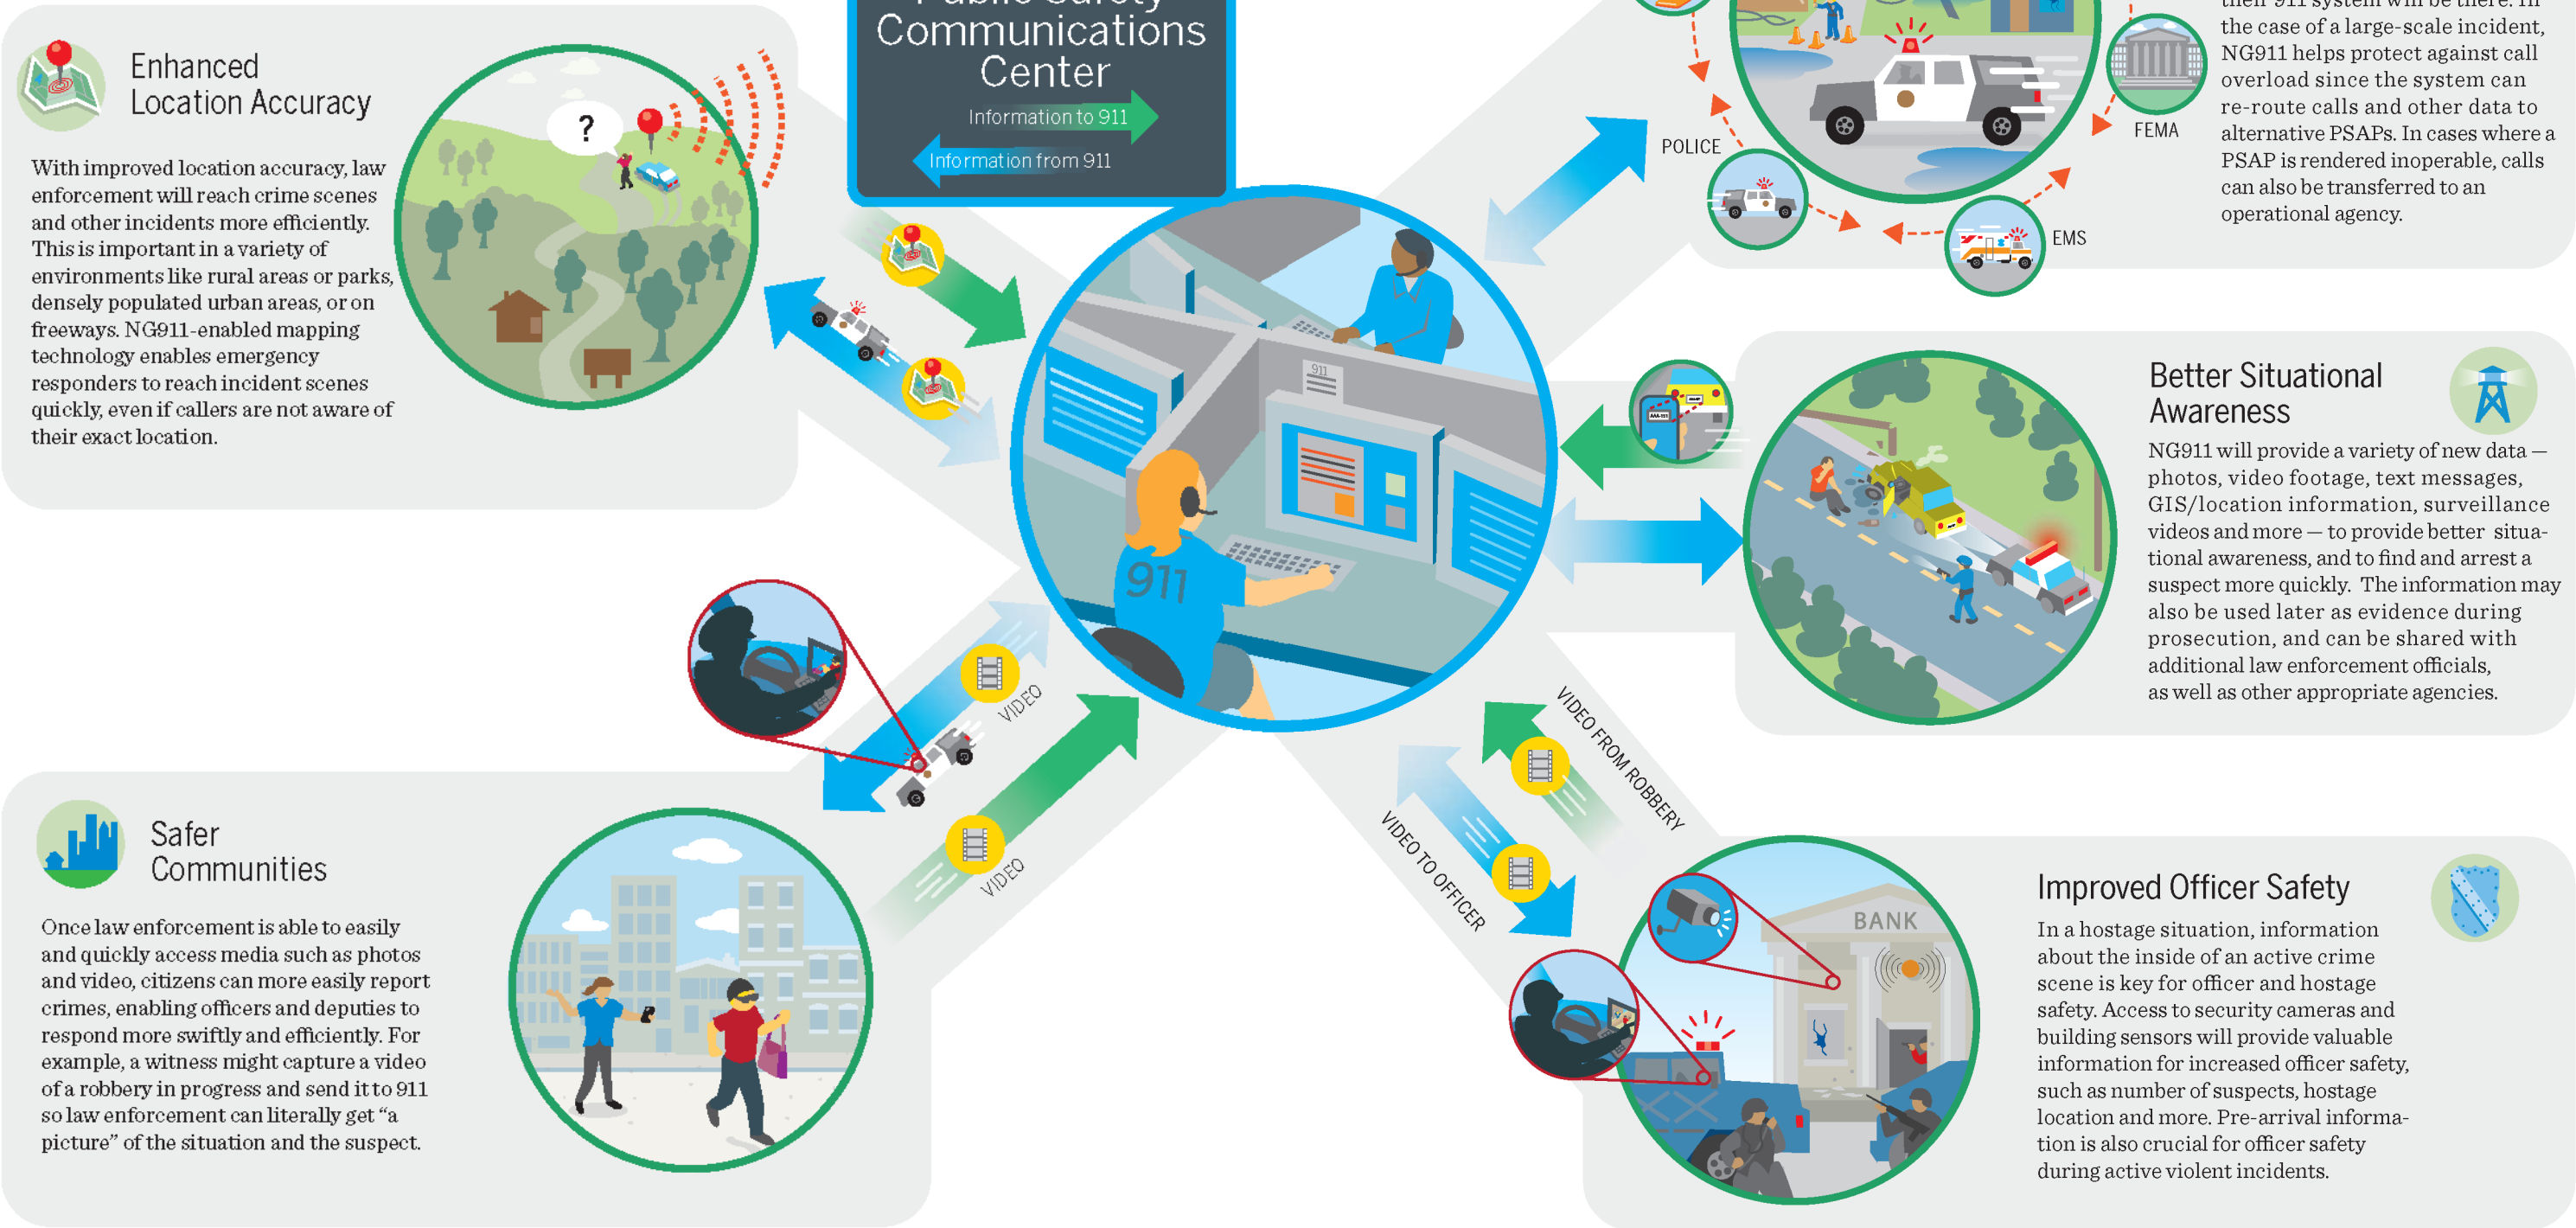 Public Safety
Communications
Center
Information to 911
Information from 911
Enhanced
Location Accuracy
With improved location accuracy, law
enforcement will reach crime scenes
and other incidents more efficiently.
This is important in a variety of
environments like rural areas or parks,
densely populated urban areas, or on
freeways. NG911-enabled mapping
technology enables emergency
responders to reach incident scenes
quickly, even if callers are not aware of
their exact location.
?
their 911 system will be there. In
the case of a large-scale incident,
NG911 helps protect against call
overload since the system can
re-route calls and other data to
alternative PSAPs. In cases where a
PSAP is rendered inoperable, calls
can also be transferred to an
operational agency.
POLICE
EMS
FEMA
911
911
Better Situational
Awareness
NG911 will provide a variety of new data —
photos, video footage, text messages,
GIS/location information, surveillance
videos and more — to provide better situa-
tional awareness, and to find and arrest a
suspect more quickly. The information may
also be used later as evidence during
prosecution, and can be shared with
additional law enforcement officials,
as well as other appropriate agencies.
VIDEO
VIDEO
VIDEO FROM ROBBERY
VIDEO TO OFFICER
Safer
Communities
Once law enforcement is able to easily
and quickly access media such as photos
and video, citizens can more easily report
crimes, enabling officers and deputies to
respond more swiftly and efficiently. For
example, a witness might capture a video
of a robbery in progress and send it to 911
so law enforcement can literally get “a
picture” of the situation and the suspect.
BANK
Improved Officer Safety
In a hostage situation, information
about the inside of an active crime
scene is key for officer and hostage
safety. Access to security cameras and
building sensors will provide valuable
information for increased officer safety,
such as number of suspects, hostage
location and more. Pre-arrival informa-
tion is also crucial for officer safety
during active violent incidents.